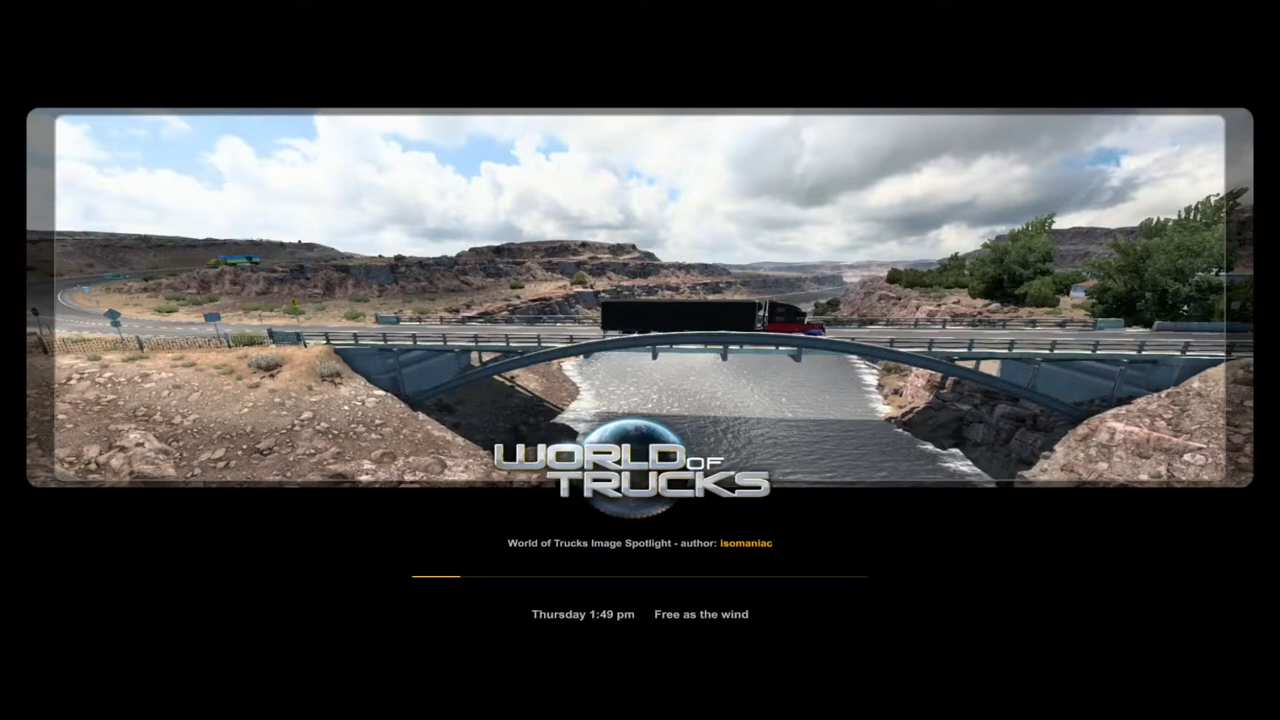 WORLD OF
TRUCKS
World of Trucks Image Spotlight - author: isomaniac
Thursday 1:49 pm Free as the wind